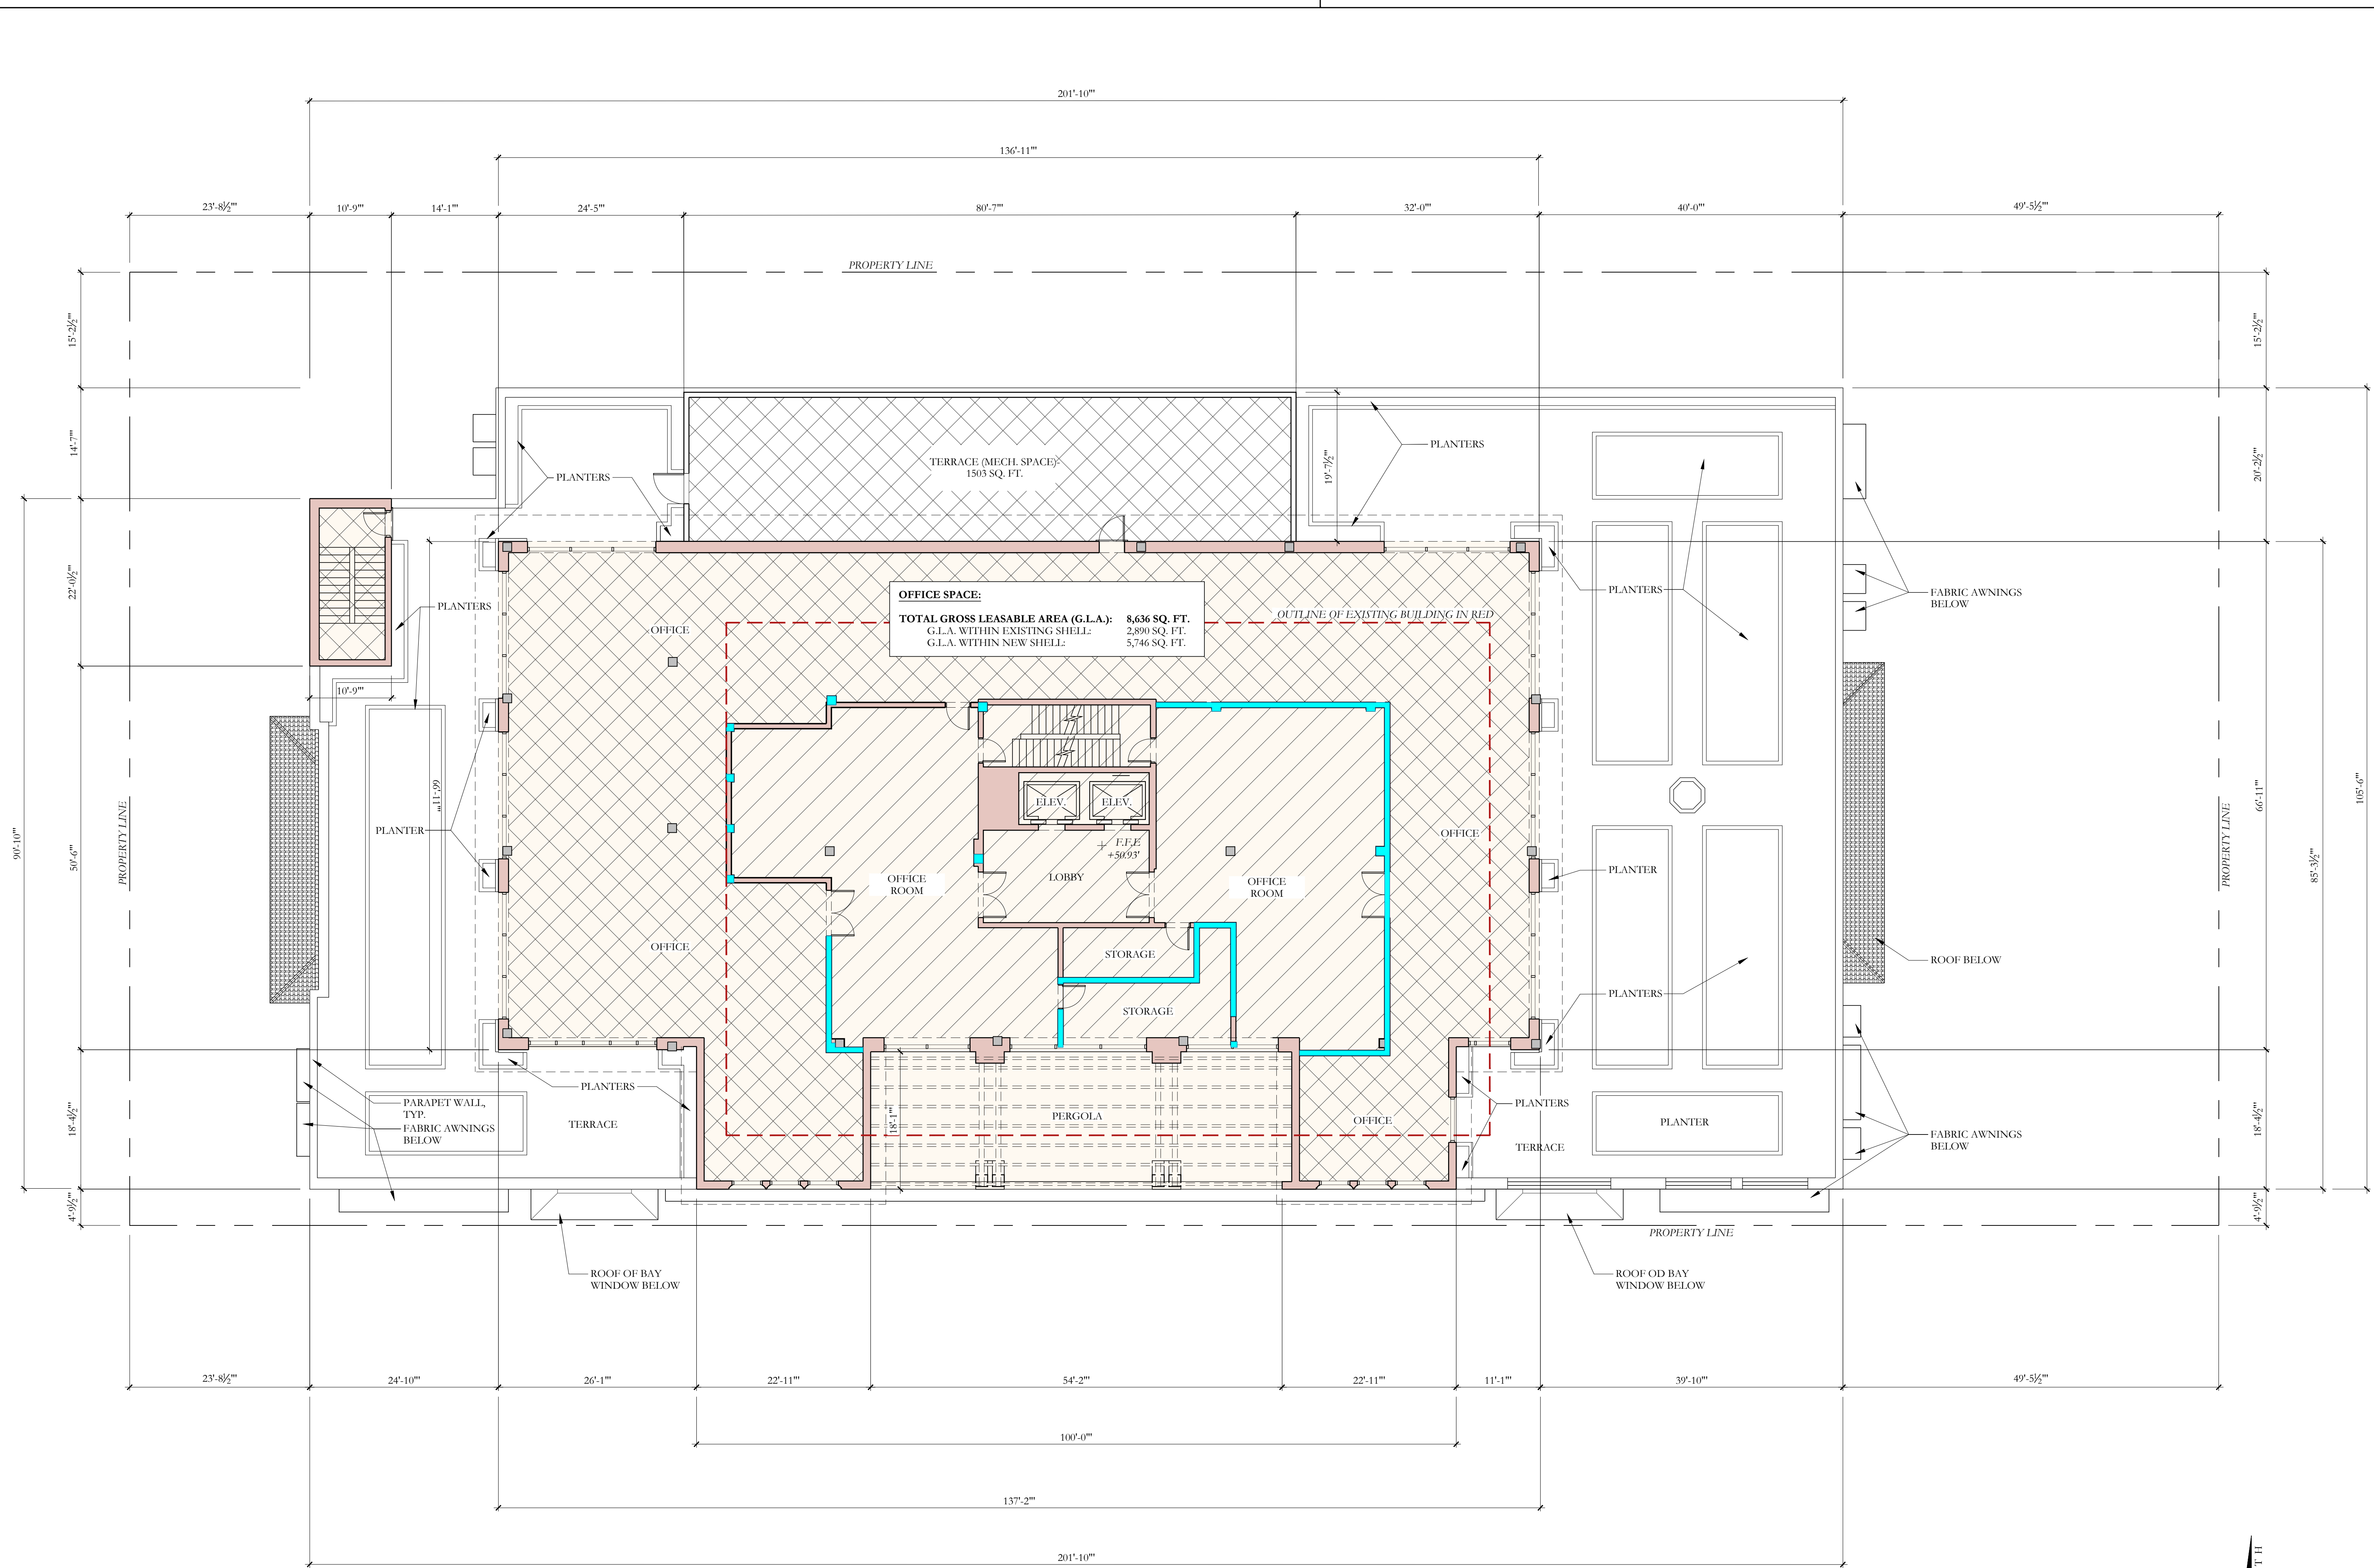 201'-10"'
136'-11"'
23'-8½"'
10'-9"'
14'-1"'
24'-5"'
80'-7"'
32'-0"'
40'-0"'
49'-5½"'
PROPERTY LINE
15'-2½"'
15'-2½"'
14'-7"'
20'-2½"'
PLANTERS
TERRACE (MECH. SPACE)-
1503 SQ. FT.
19'-7½"'
PLANTERS
22'-0½"'
PLANTERS
OFFICE
OFFICE SPACE:
TOTAL GROSS LEASABLE AREA (G.L.A.): 8,636 SQ. FT.
G.L.A. WITHIN EXISTING SHELL: 2,890 SQ. FT.
G.L.A. WITHIN NEW SHELL: 5,746 SQ. FT.
OUTLINE OF EXISTING BUILDING IN RED
PLANTERS
FABRIC AWNINGS
BELOW
10'-9"'
66'-11"'
90'-10"'
50'-6"'
PROPERTY LINE
PLANTER
ELEV.
ELEV.
F.F.E
+50.93'
LOBBY
OFFICE
ROOM
OFFICE
ROOM
OFFICE
PLANTER
PROPERTY LINE
66'-11"'
85'-3½"'
105'-6"'
OFFICE
STORAGE
STORAGE
ROOF BELOW
PLANTERS
PLANTERS
PARAPET WALL,
TYP.
FABRIC AWNINGS
BELOW
TERRACE
18'-4½"'
18'-1"'
PERGOLA
OFFICE
PLANTERS
TERRACE
PLANTER
FABRIC AWNINGS
BELOW
18'-4½"'
4'-9½"'
4'-9½"'
PROPERTY LINE
ROOF OF BAY
WINDOW BELOW
ROOF OD BAY
WINDOW BELOW
23'-8½"'
24'-10"'
26'-1"'
22'-11"'
54'-2"'
22'-11"'
11'-1"'
39'-10"'
49'-5½"'
100'-0"'
137'-2"'
201'-10"'
T H